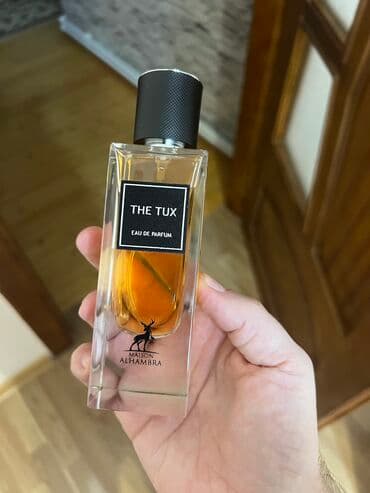 THE TUX
EAU DE PARFUM
MAISON
ALHAMBRA